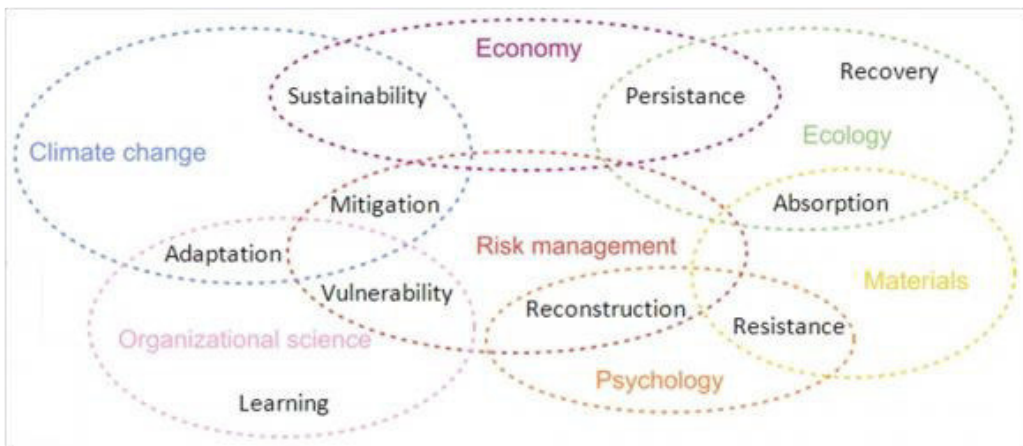 Economy
Recovery
Sustainability
Persistance
Ecology
Climate change
Mitigation
Absorption
Adaptation
Risk management
Materials
Vulnerability
Reconstruction
Organizational science
Resistance
Psychology
Learning